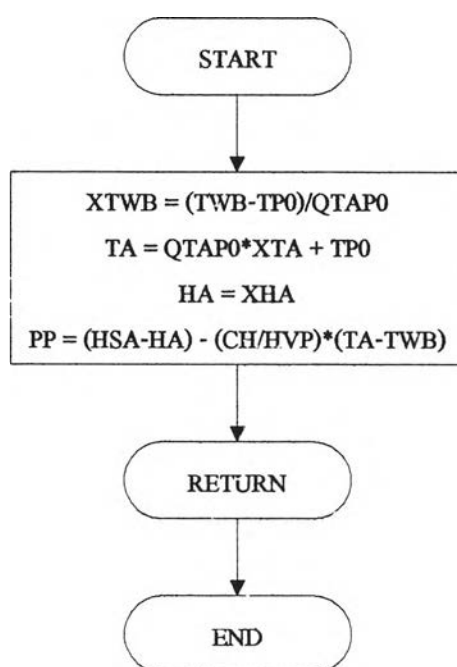 START
XTWB = (TWB-TP0)/QTAP0
TA = QTAP0*XTA + TP0
HA = XHA
PP = (HSA-HA) - (CH/HVP)*(TA-TWB)
RETURN
END